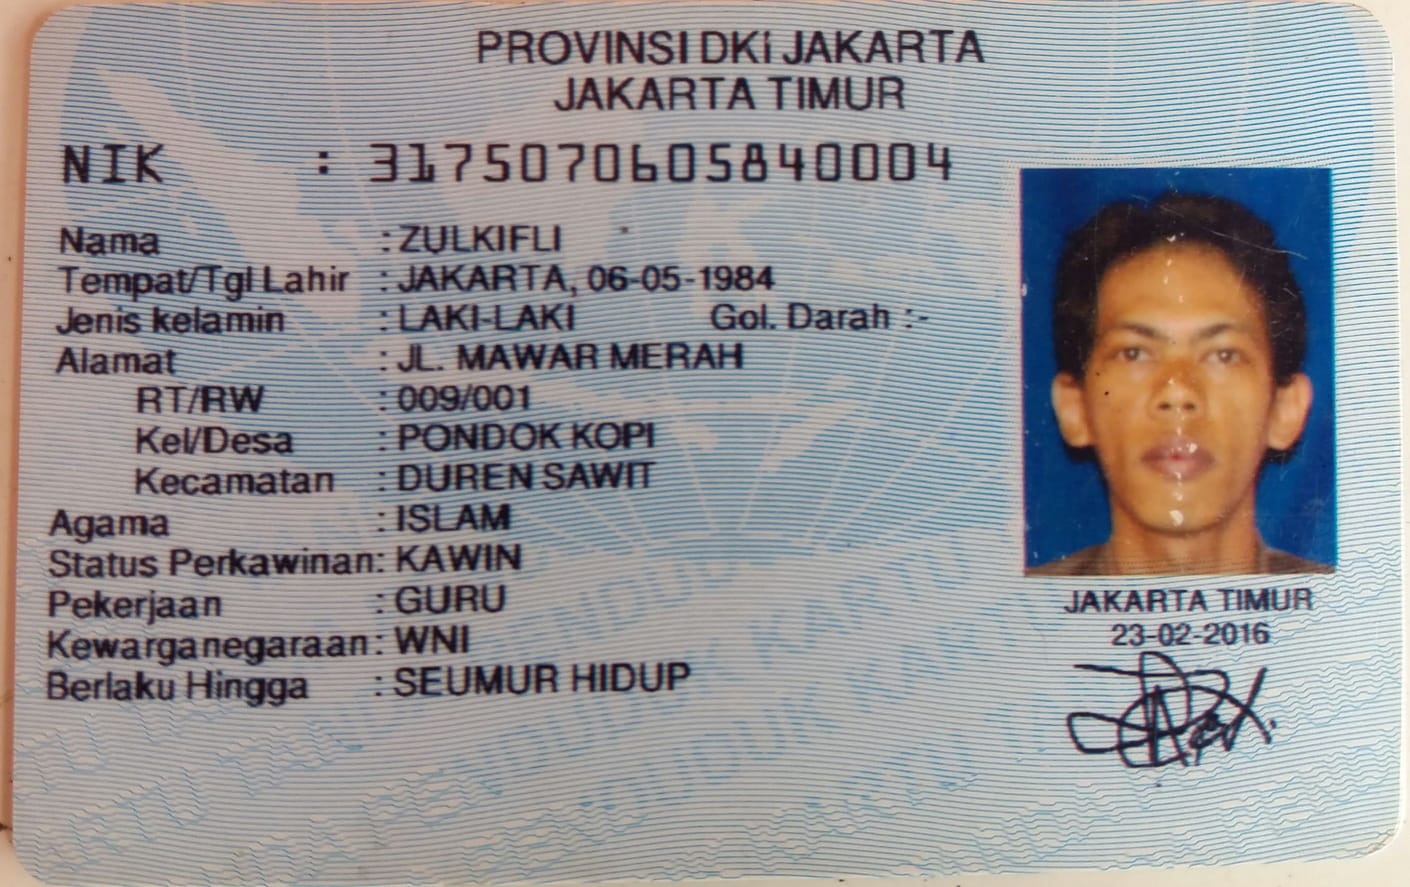 PROVINSI DKI JAKARTA
JAKARTA TIMUR
NIK : 3175070605840004
Nama : ZULKIFLI
Tempat/Tgl Lahir : JAKARTA, 06-05-1984
Jenis kelamin : LAKI-LAKI Gol. Darah :-
Alamat : JL. MAWAR MERAH
RT/RW : 009/001
Kel/Desa : PONDOK KOPI
Kecamatan : DUREN SAWIT
Agama : ISLAM
Status Perkawinan: KAWIN
Pekerjaan : GURU
Kewarganegaraan: WNI
Berlaku Hingga : SEUMUR HIDUP
JAKARTA TIMUR
23-02-2016